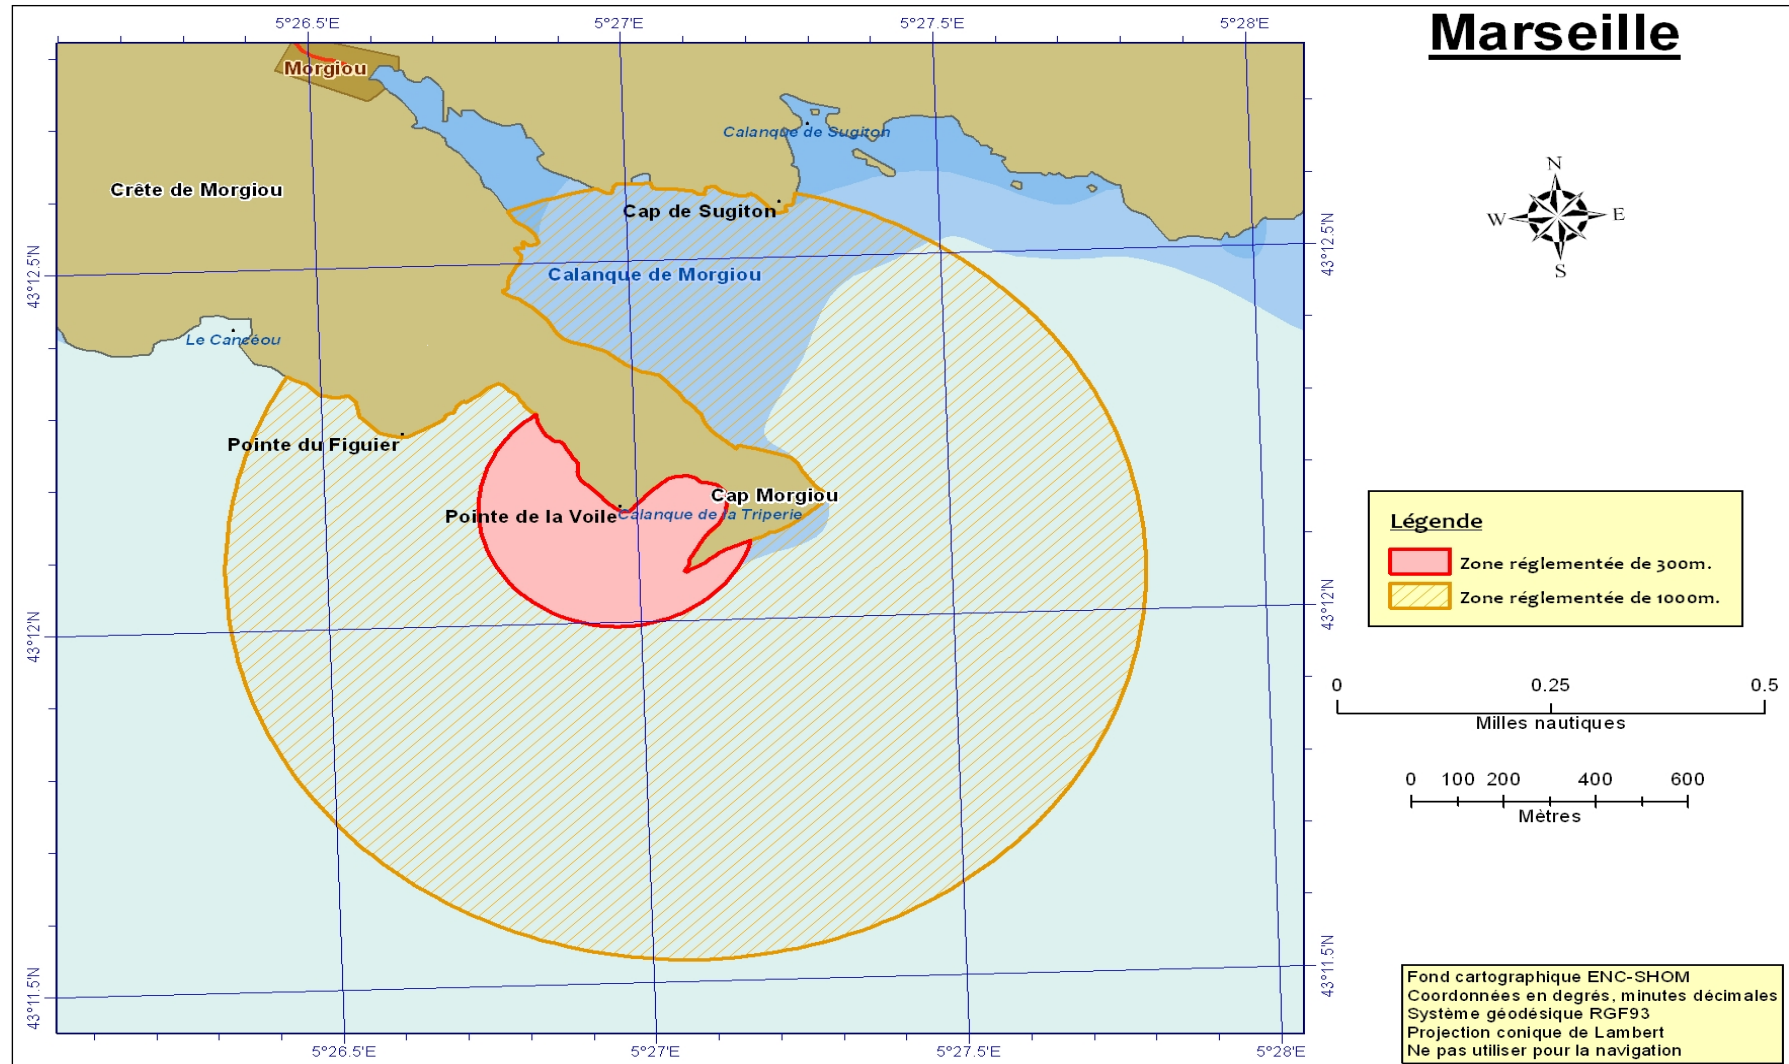 Marseille
5°26.5'E
5°27'E
5°27.5'E
5°28'E
Morgiou
Calanque de Sugiton
Crête de Morgiou
Cap de Sugiton
43°12.5'N
43°12.5'N
Calanque de Morgiou
Le Cancéou
Pointe du Figuier
Cap Morgiou
Pointe de la Voile
Calanque de la Triperie
43°12'N
43°12'N
43°11.5'N
43°11.5'N
5°26.5'E
5°27'E
5°27.5'E
5°28'E
N
W
E
S
Légende
Zone réglementée de 300m.
Zone réglementée de 1000m.
0 0.25 0.5
Milles nautiques
0 100 200 400 600
Mètres
Fond cartographique ENC-SHOM
Coordonnées en degrés, minutes décimales
Système géodésique RGF93
Projection conique de Lambert
Ne pas utiliser pour la navigation